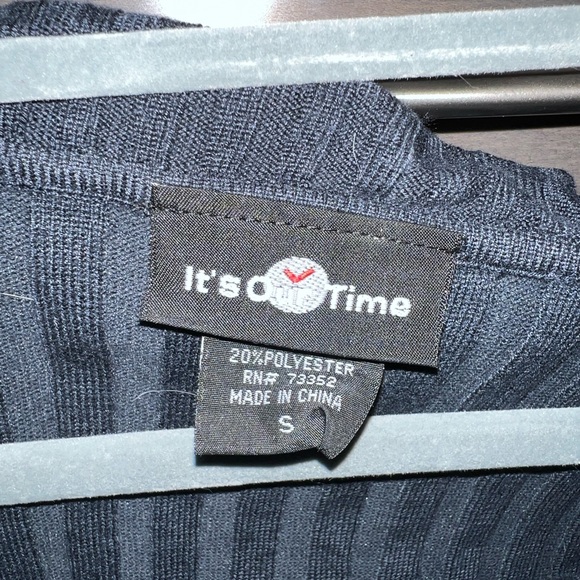 It's Our Time
20%POLYESTER
RN# 73352
MADE IN CHINA
S